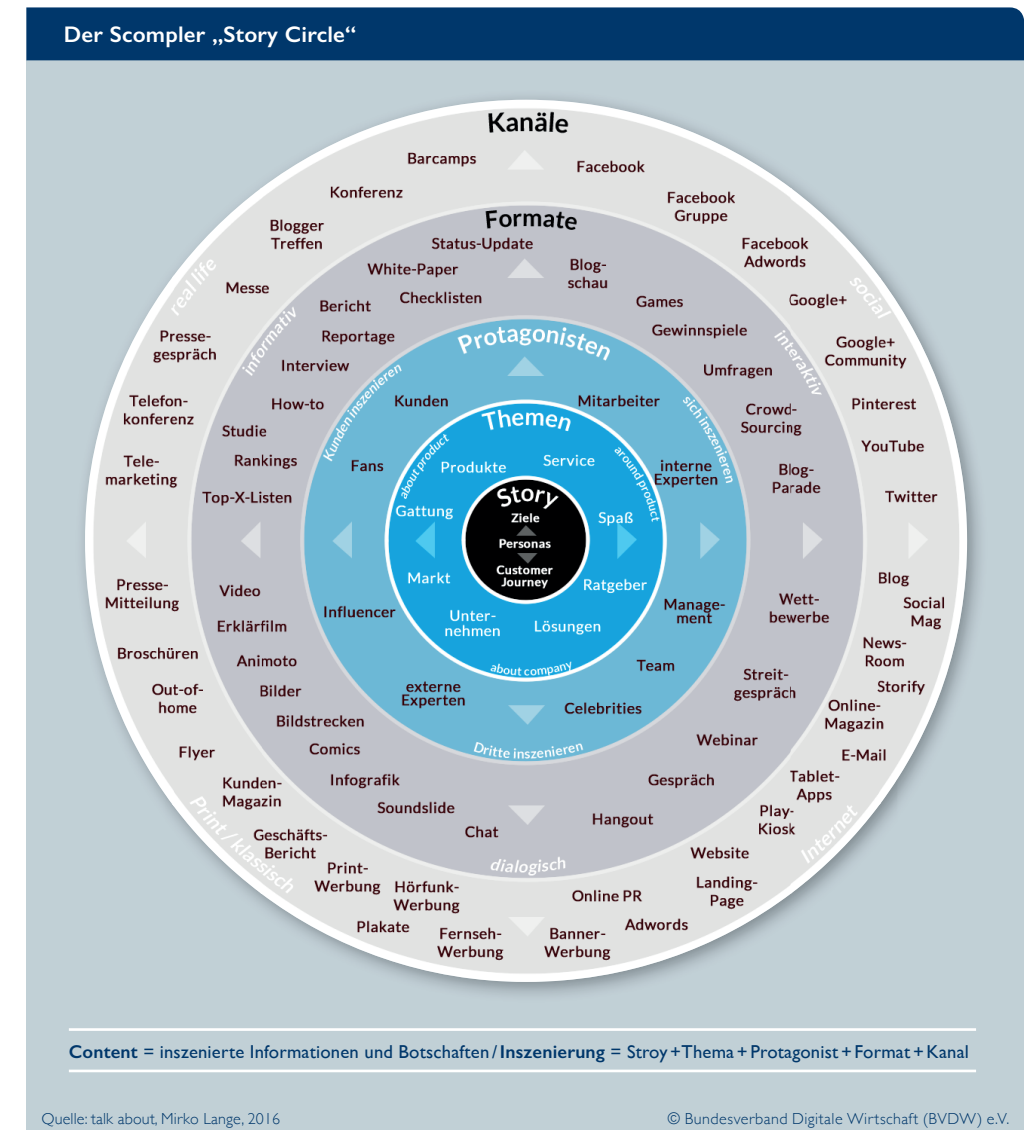 Der Scompler „Story Circle“
Kanäle
Barcamps
Facebook
Konferenz
Facebook
Gruppe
Blogger
Treffen
Facebook
Adwords
real life
social
Messe
Google+
Presse-
gespräch
Google+
Community
Telefon-
konferenz
Pinterest
YouTube
Tele-
marketing
Twitter
Presse-
Mitteilung
Blog
Social
Mag
Broschüren
News-
Room
Out-of-
home
Storify
Online-
Magazin
Flyer
E-Mail
Kunden-
Magazin
Tablet-
Apps
Print / klassisch
Play-
Kiosk
Internet
Geschäfts-
Bericht
Website
Print-
Werbung
Hörfunk-
Werbung
Landing-
Page
Online PR
Plakate
Adwords
Fernseh-
Werbung
Banner-
Werbung
Formate
Status-Update
White-Paper
Blog-
schau
Checklisten
Bericht
Games
Reportage
Gewinnspiele
informativ
interaktiv
Interview
Umfragen
How-to
Crowd-
Sourcing
Studie
Rankings
Blog-
Parade
Top-X-Listen
Video
Wett-
bewerbe
Erklärfilm
Animoto
Streit-
gespräch
Bilder
Bildstrecken
Webinar
Comics
Infografik
Gespräch
Soundslide
Hangout
Chat
dialogisch
Protagonisten
Kunden inszenieren
sich inszenieren
Kunden
Mitarbeiter
Fans
interne
Experten
Influencer
Manage-
ment
Team
externe
Experten
Celebrities
Dritte inszenieren
Themen
about product
around product
Produkte
Service
Gattung
Spaß
Markt
Ratgeber
Unter-
nehmen
Lösungen
about company
Story
Ziele
Personas
Customer
Journey
Content = inszenierte Informationen und Botschaften / Inszenierung = Stroy + Thema + Protagonist + Format + Kanal
Quelle: talk about, Mirko Lange, 2016
© Bundesverband Digitale Wirtschaft (BVDW) e.V.